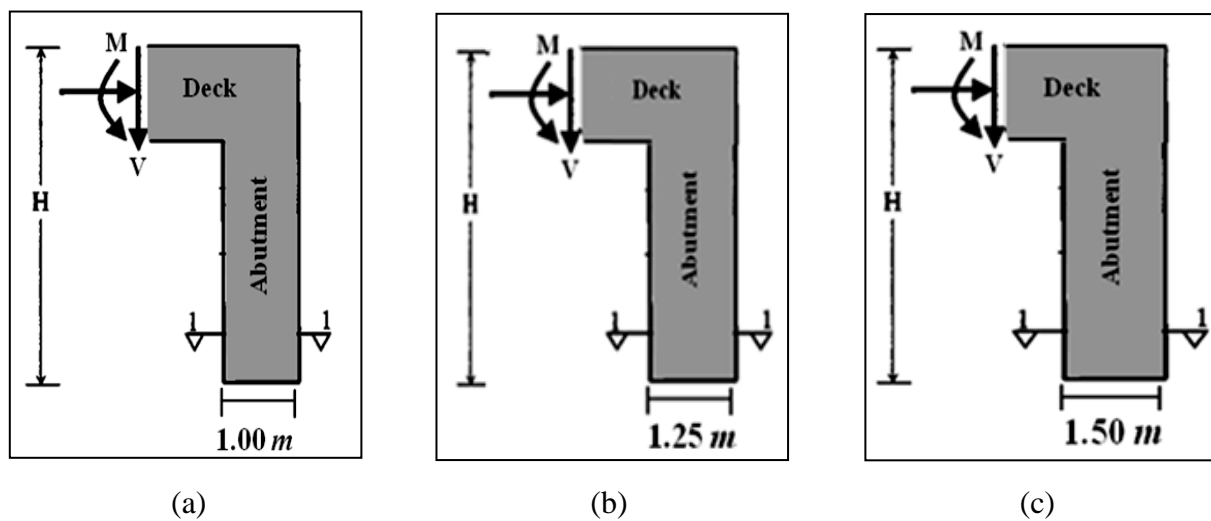 M
Deck
V
H
Abutment
1 1
1.00 m
(a)
M
Deck
V
H
Abutment
1 1
1.25 m
(b)
M
Deck
V
H
Abutment
1 1
1.50 m
(c)